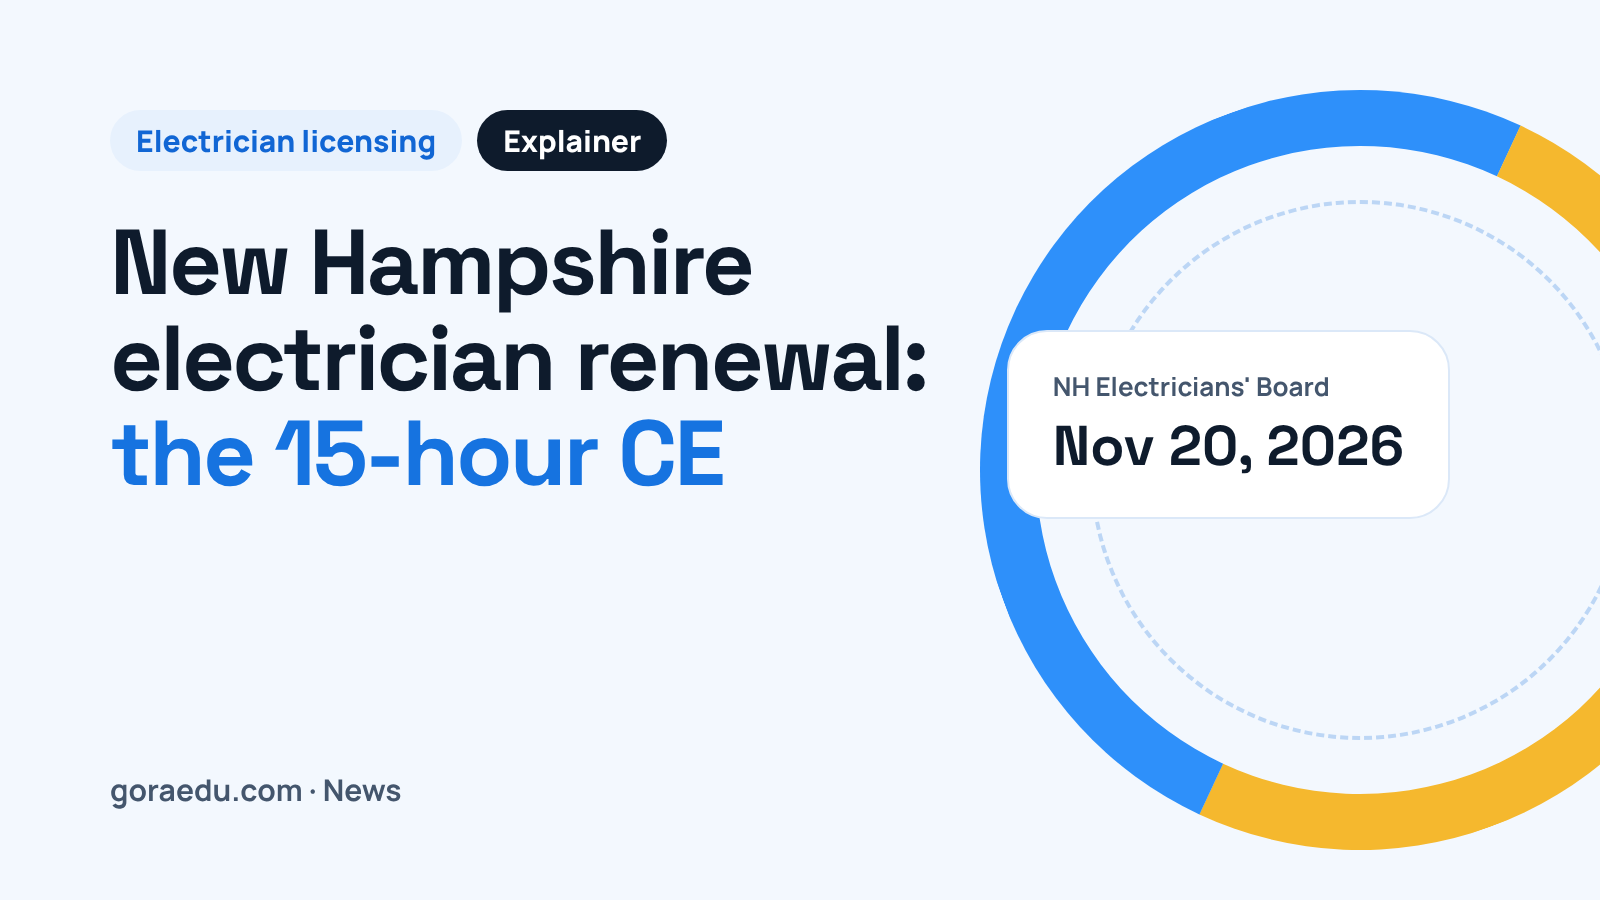 Electrician licensing
Explainer
New Hampshire
electrician renewal:
the 15-hour CE
NH Electricians' Board
Nov 20, 2026
goraedu.com · News